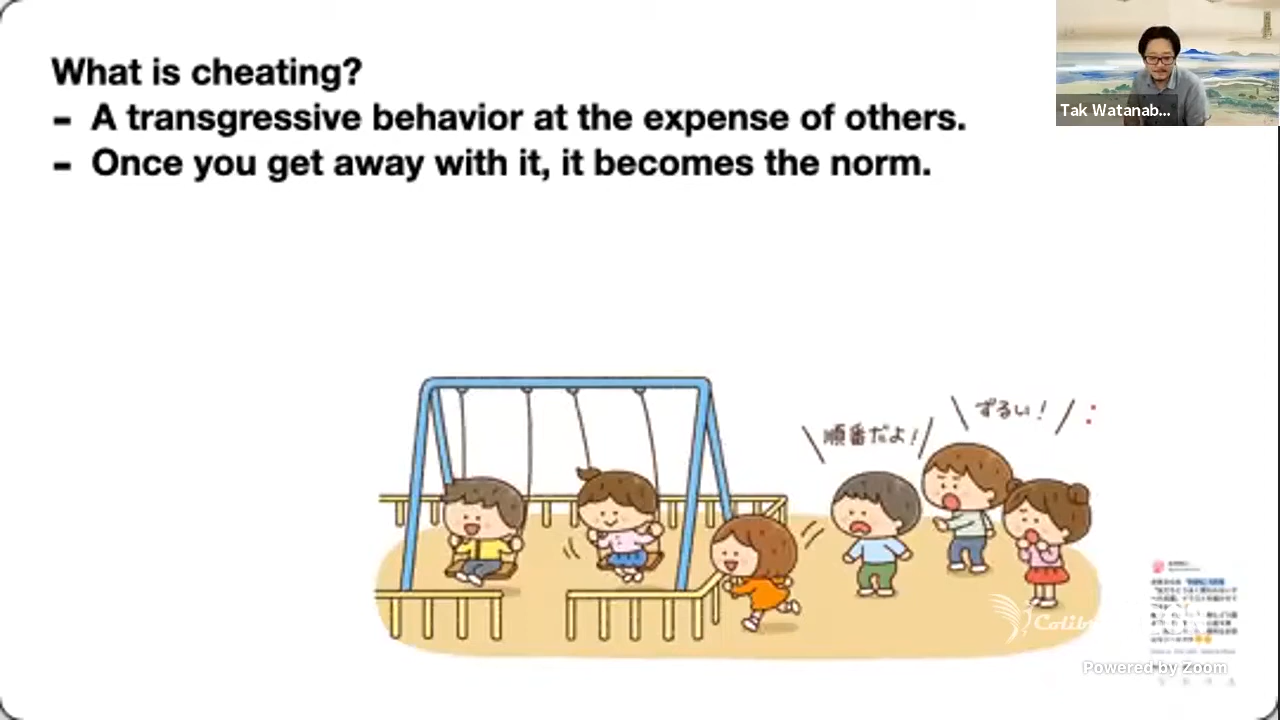 What is cheating?
- A transgressive behavior at the expense of others.
- Once you get away with it, it becomes the norm.
Tak Watanab...
ずるい!
順番だよ!
Powered by Zoom